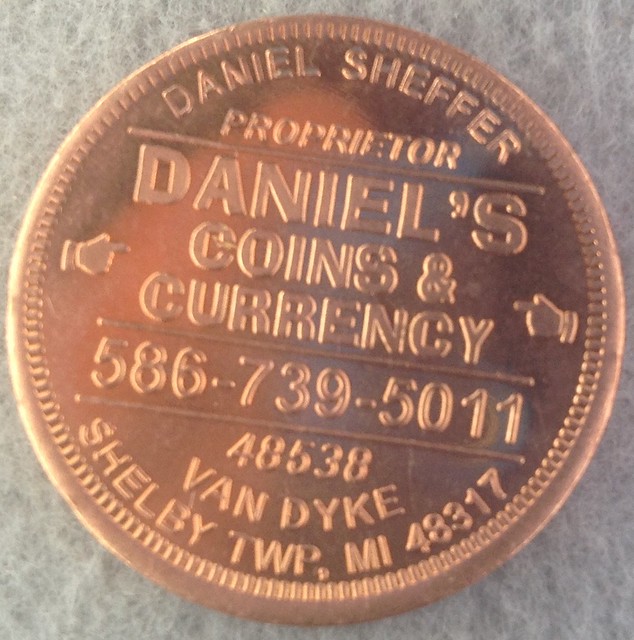 DANIEL SHEFFER
PROPRIETOR
DANIEL'S
COINS &
CURRENCY
586-739-5011
48538
VAN DYKE
SHELBY TWP, MI 48317